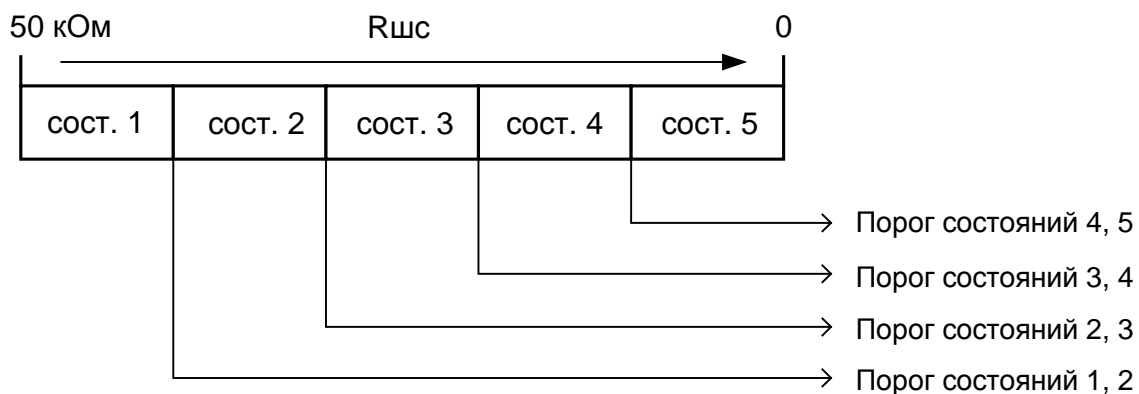 50 кОм Rшс 0
сост. 1 сост. 2 сост. 3 сост. 4 сост. 5
Порог состояний 4, 5
Порог состояний 3, 4
Порог состояний 2, 3
Порог состояний 1, 2